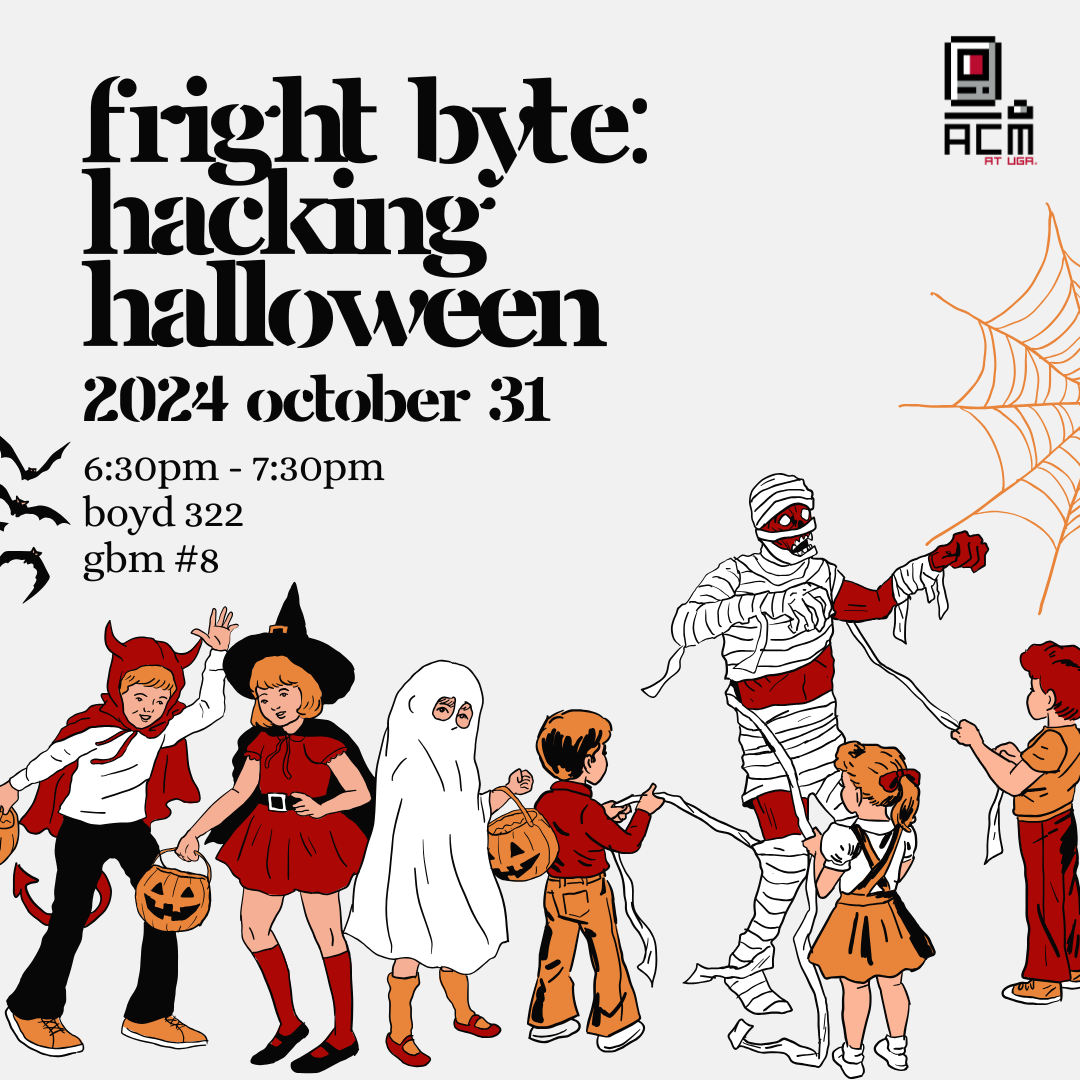 fright byte:
hacking
halloween
2024 october 31
6:30pm - 7:30pm
boyd 322
gbm #8
ACM
AT UGA